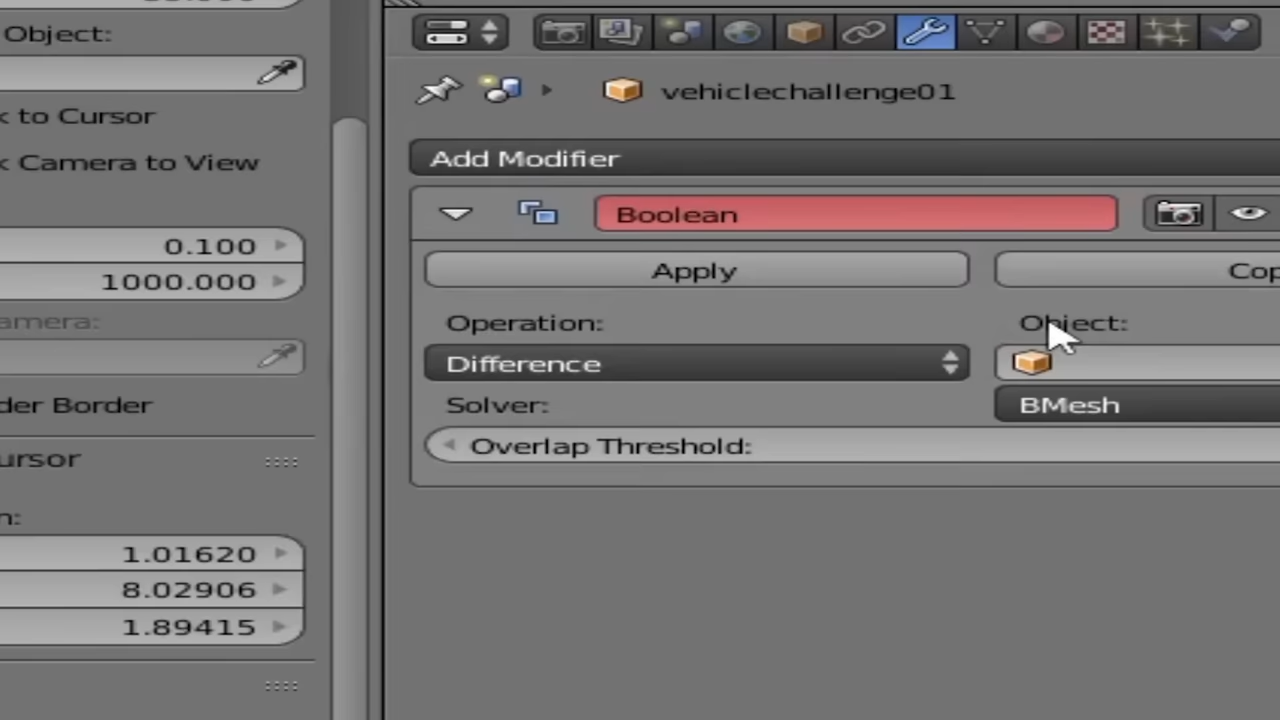 Object:
k to Cursor
k Camera to View
0.100
1000.000
amera:
der Border
ursor
n:
1.01620
8.02906
1.89415
vehiclechallenge01
Add Modifier
Boolean
Apply
Cop
Operation:
Object:
Difference
Solver:
BMesh
Overlap Threshold: